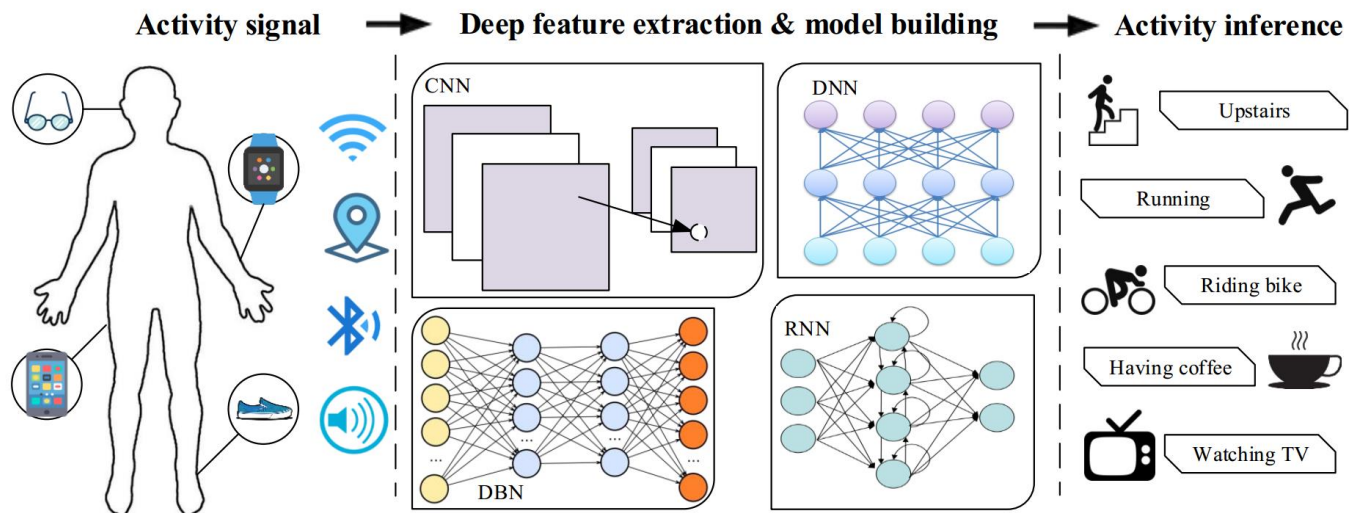 Activity signal
Deep feature extraction & model building
Activity inference
CNN
DNN
DBN
...
...
...
...
RNN
Upstairs
Running
Riding bike
Having coffee
Watching TV